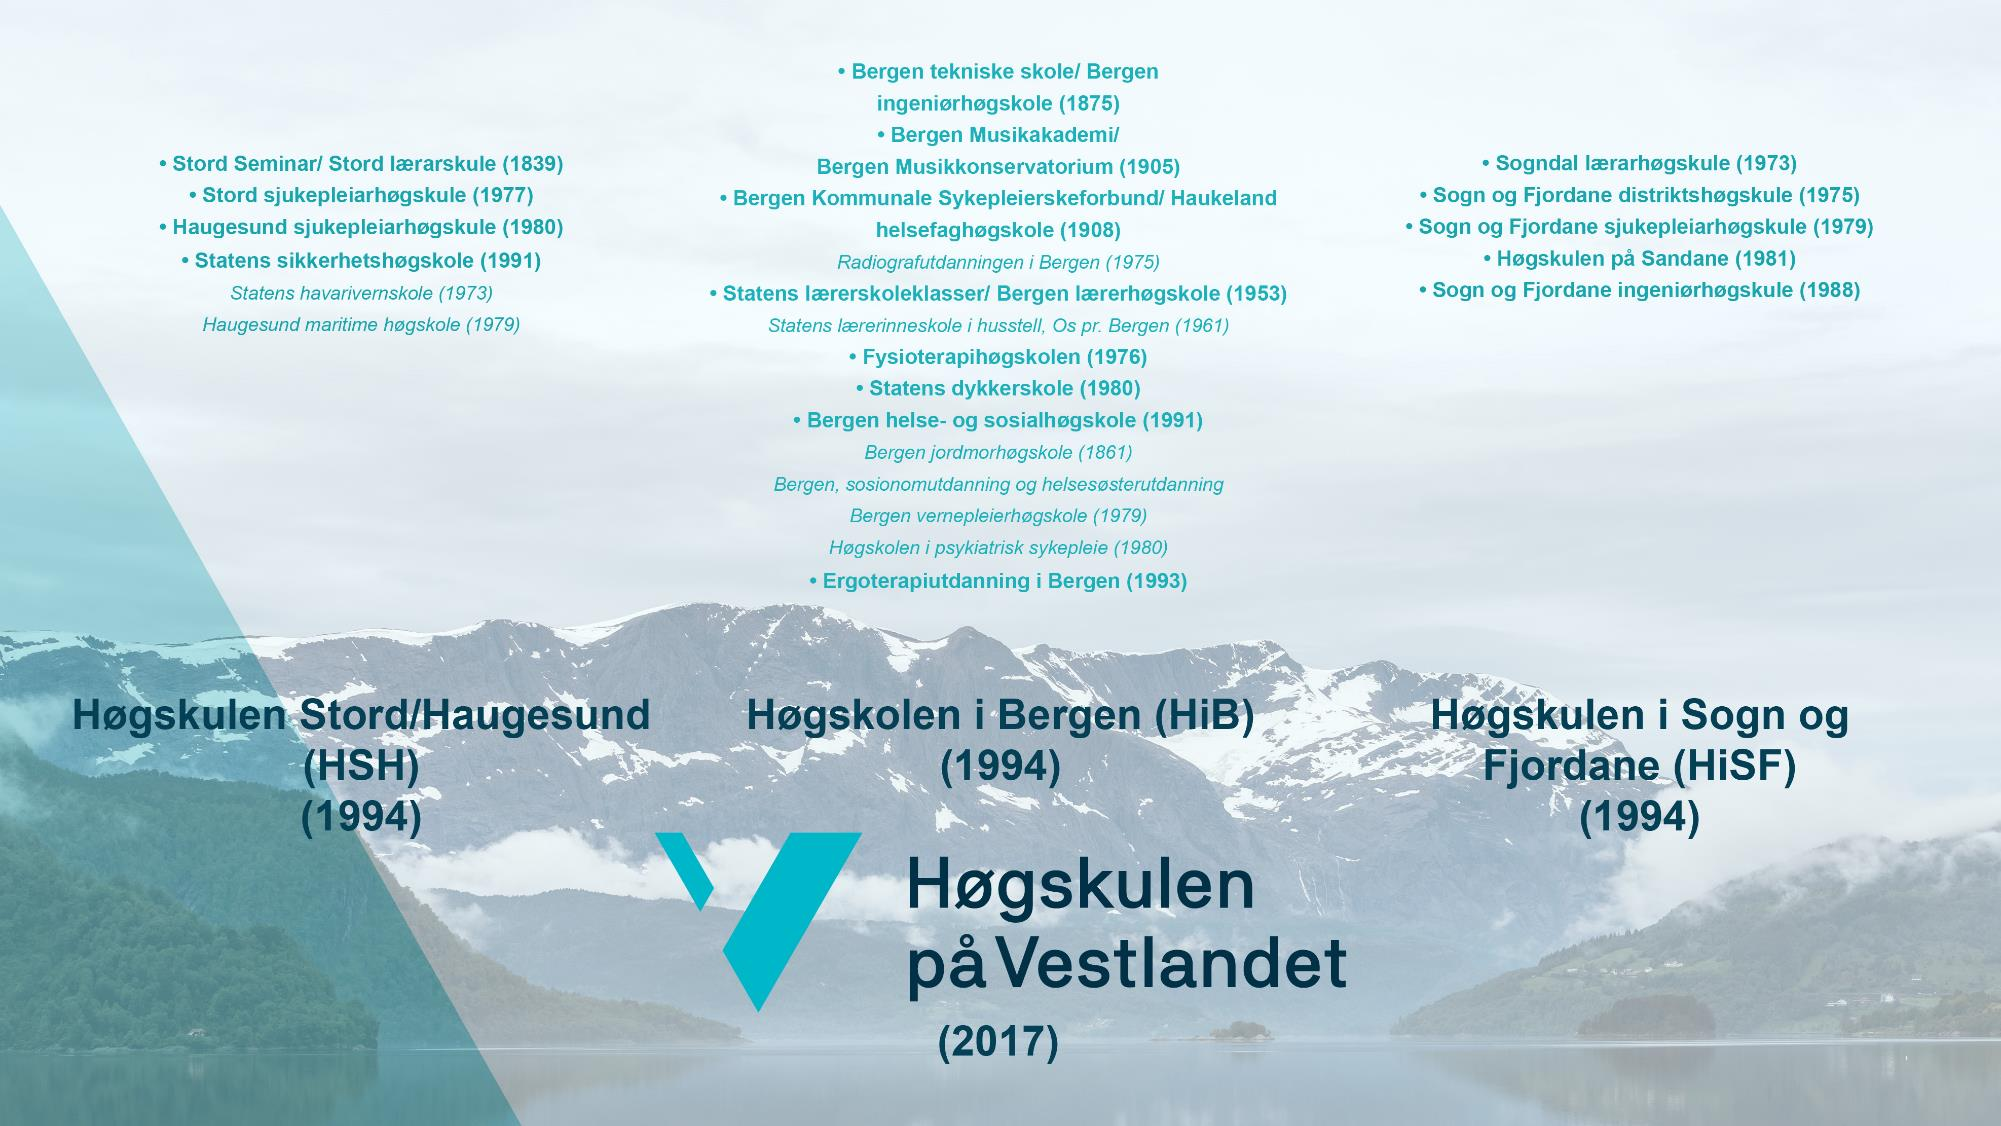 • Stord Seminar/ Stord lærarskule (1839)
• Stord sjukepleiarhøgskule (1977)
• Haugesund sjukepleiarhøgskule (1980)
• Statens sikkerhetshøgskole (1991)
Statens havarivernskole (1973)
Haugesund maritime høgskole (1979)
• Bergen tekniske skole/ Bergen
ingeniørhøgskole (1875)
• Bergen Musikakademi/
Bergen Musikkonservatorium (1905)
• Bergen Kommunale Sykepleierskeforbund/ Haukeland
helsefaghøgskole (1908)
Radiografutdanningen i Bergen (1975)
• Statens lærerskoleklasser/ Bergen lærerhøgskole (1953)
Statens lærerinneskole i husstell, Os pr. Bergen (1961)
• Fysioterapihøgskolen (1976)
• Statens dykkerskole (1980)
• Bergen helse- og sosialhøgskole (1991)
Bergen jordmorhøgskole (1861)
Bergen, sosionomutdanning og helsesøsterutdanning
Bergen vernepleierhøgskole (1979)
Høgskolen i psykiatrisk sykepleie (1980)
• Ergoterapiutdanning i Bergen (1993)
• Sogndal lærarhøgskule (1973)
• Sogn og Fjordane distriktshøgskule (1975)
• Sogn og Fjordane sjukepleiarhøgskule (1979)
• Høgskulen på Sandane (1981)
• Sogn og Fjordane ingeniørhøgskule (1988)
Høgskulen Stord/Haugesund
(HSH)
(1994)
Høgskolen i Bergen (HiB)
(1994)
Høgskulen i Sogn og
Fjordane (HiSF)
(1994)
Høgskulen
på Vestlandet
(2017)